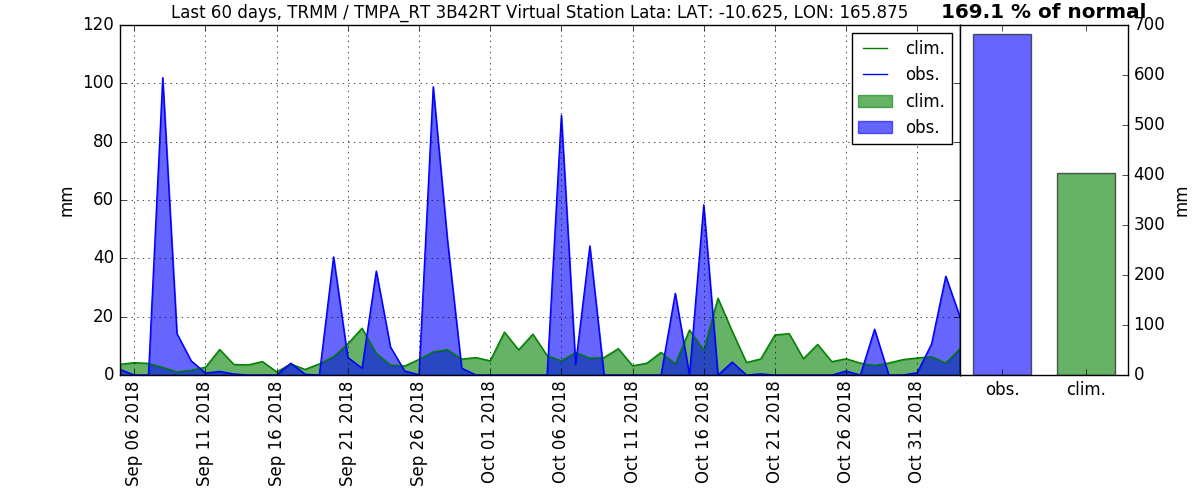 Last 60 days, TRMM / TMPA_RT 3B42RT Virtual Station Lata: LAT: -10.625, LON: 165.875
169.1 % of normal
120
100
80
60
40
20
0
mm
clim.
obs.
clim.
obs.
Sep 06 2018
Sep 11 2018
Sep 16 2018
Sep 21 2018
Sep 26 2018
Oct 01 2018
Oct 06 2018
Oct 11 2018
Oct 16 2018
Oct 21 2018
Oct 26 2018
Oct 31 2018
700
600
500
400
300
200
100
0
mm
obs.
clim.